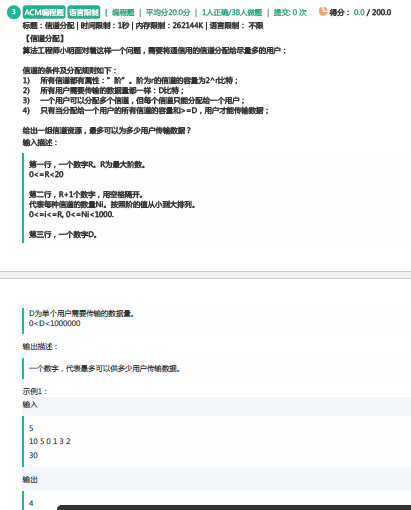 3 ACM编程题 语言限制 [ 编程题 | 平均分20.0分 | 1人正确/38人做题 | 提交: 0 次 得分: 0.0 / 200.0
标题：信道分配 | 时间限制：1秒 | 内存限制：262144K | 语言限制： 不限
【信道分配】
算法工程师小明面对着这样一个问题，需要将通信用的信道分配给尽量多的用户：
信道的条件及分配规则如下：
1) 所有信道都有属性："阶"。阶为r的信道的容量为2^r比特；
2) 所有用户需要传输的数据量都一样：D比特；
3) 一个用户可以分配多个信道，但每个信道只能分配给一个用户；
4) 只有当分配给一个用户的所有信道的容量和>=D，用户才能传输数据；
给出一组信道资源，最多可以为多少用户传输数据？
输入描述：
第一行，一个数字R。R为最大阶数。
0<=R<20
第二行，R+1个数字，用空格隔开。
代表每种信道的数量Ni。按照阶的值从小到大排列。
0<=i<=R, 0<=Ni<1000.
第三行，一个数字D。
D为单个用户需要传输的数据量。
0<D<1000000
输出描述：
一个数字，代表最多可以供多少用户传输数据。
示例1：
输入
5
10 5 0 1 3 2
30
输出
4